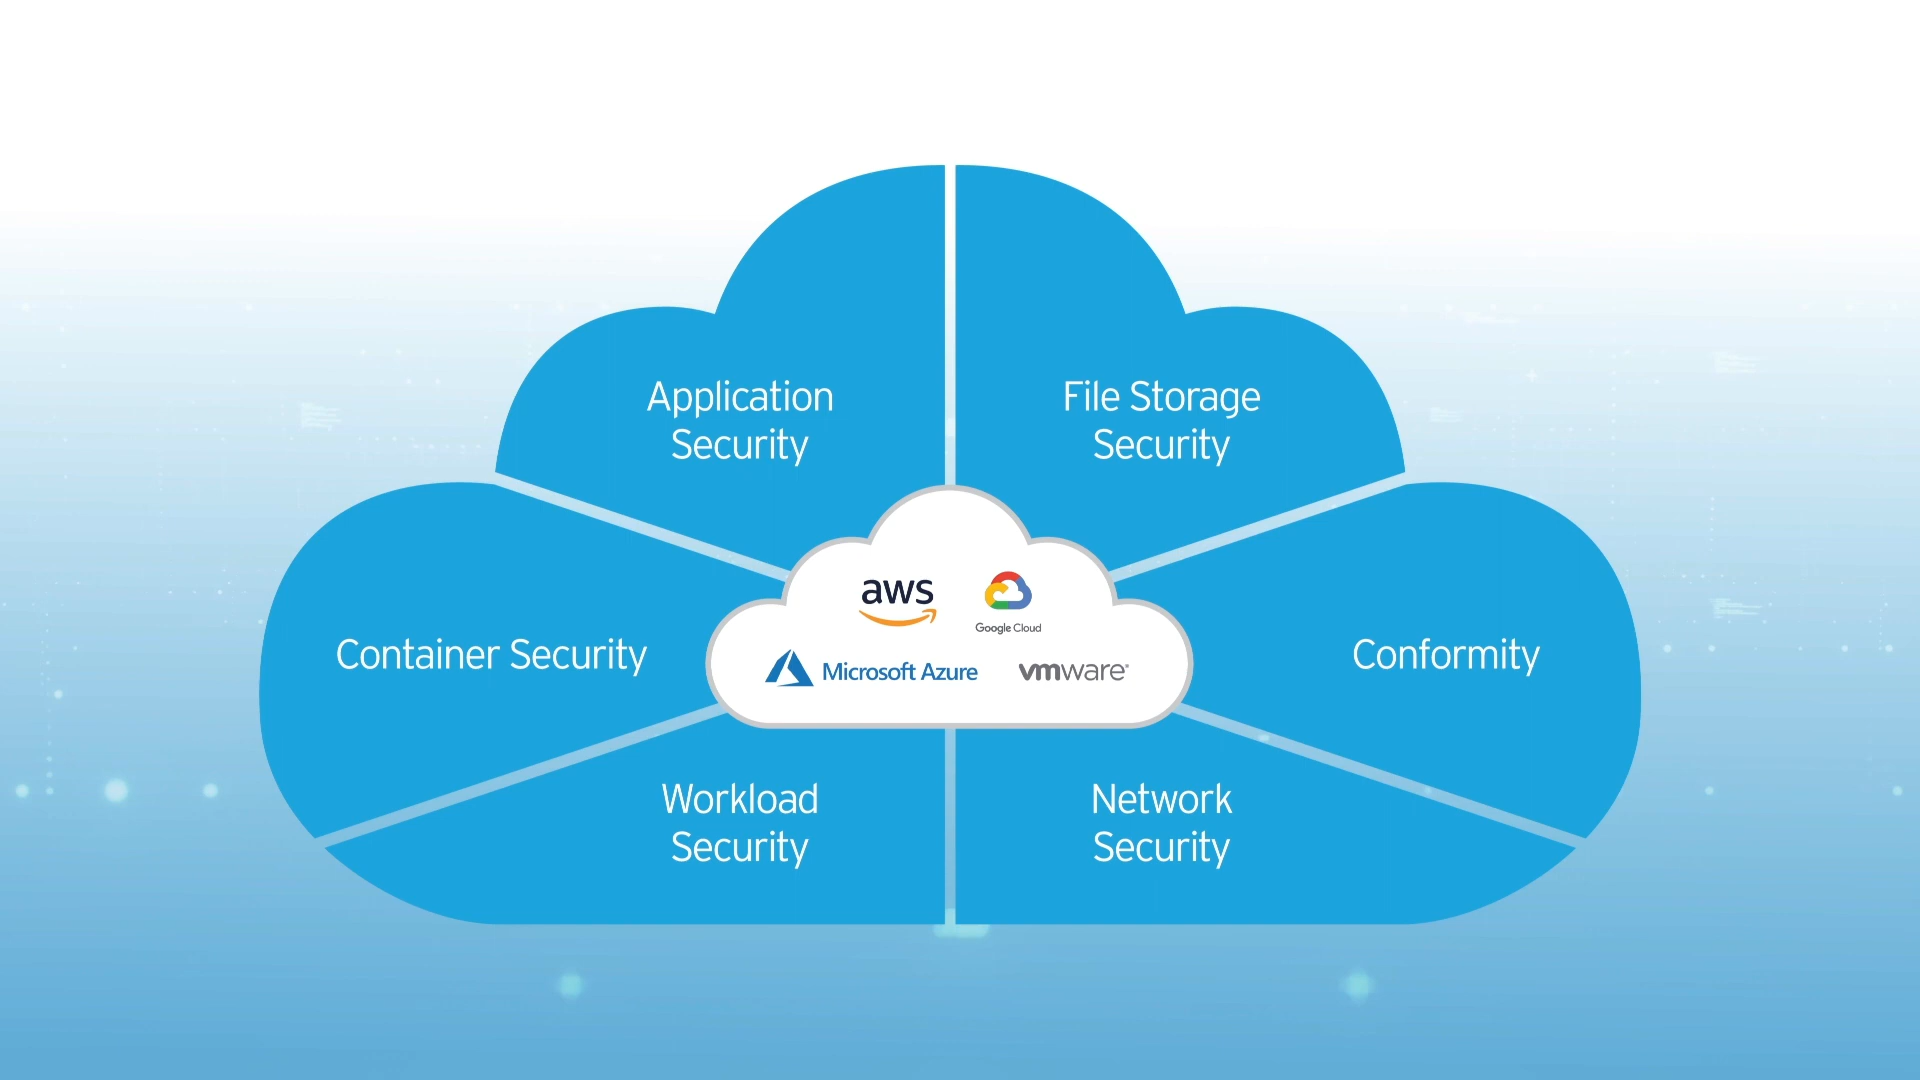 Application
Security
File Storage
Security
Container Security
aws
Google Cloud
Microsoft Azure
vmware®
Conformity
Workload
Security
Network
Security